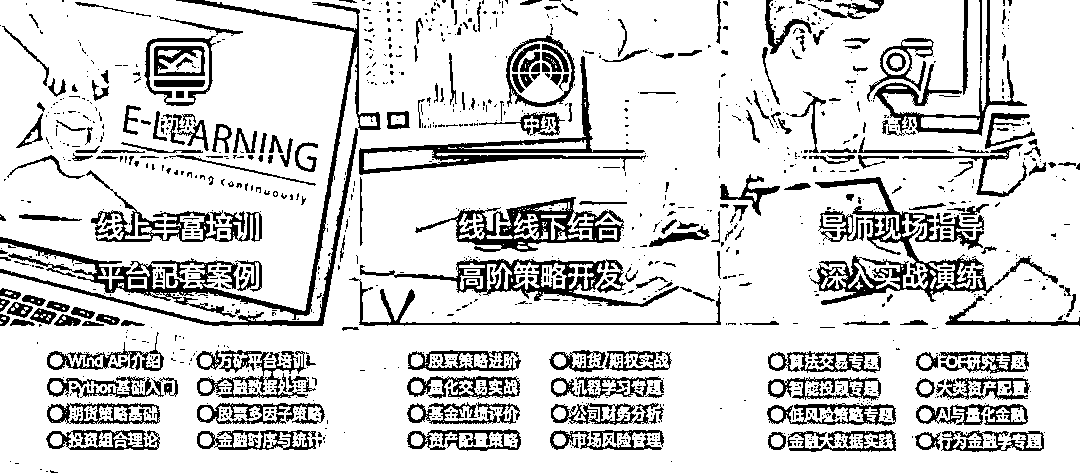 初级
E-LEARNING
life is learning continuously
线上丰富培训
平台配套案例
Wind API介绍
万矿平台培训
Python基础入门
金融数据处理
期货策略基础
股票多因子策略
投资组合理论
金融时序与统计
中级
线上线下结合
高阶策略开发
股票策略进阶
期货/期权实战
量化交易实战
机器学习专题
基金业绩评价
公司财务分析
资产配置策略
市场风险管理
高级
导师现场指导
深入实战演练
算法交易专题
FOF研究专题
智能投顾专题
大类资产配置
低风险策略专题
AI与量化金融
金融大数据实践
行为金融学专题